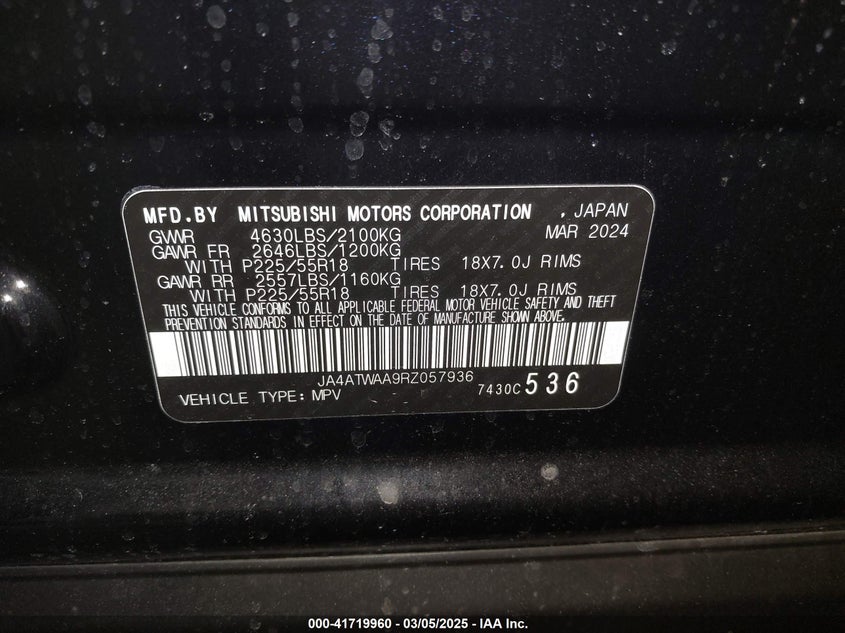 MFD.BY MITSUBISHI MOTORS CORPORATION , JAPAN
GVWR 4630LBS/2100KG MAR 2024
GAWR FR 2646LBS/1200KG
WITH P225/55R18 TIRES 18X7.0J RIMS
GAWR RR 2557LBS/1160KG
WITH P225/55R18 TIRES 18X7.0J RIMS
THIS VEHICLE CONFORMS TO ALL APPLICABLE FEDERAL MOTOR VEHICLE SAFETY AND THEFT
PREVENTION STANDARDS IN EFFECT ON THE DATE OF MANUFACTURE SHOWN ABOVE.
JA4ATWAA9RZ057936
VEHICLE TYPE: MPV 7430C 536
000-41719960 — 03/05/2025 — IAA Inc.